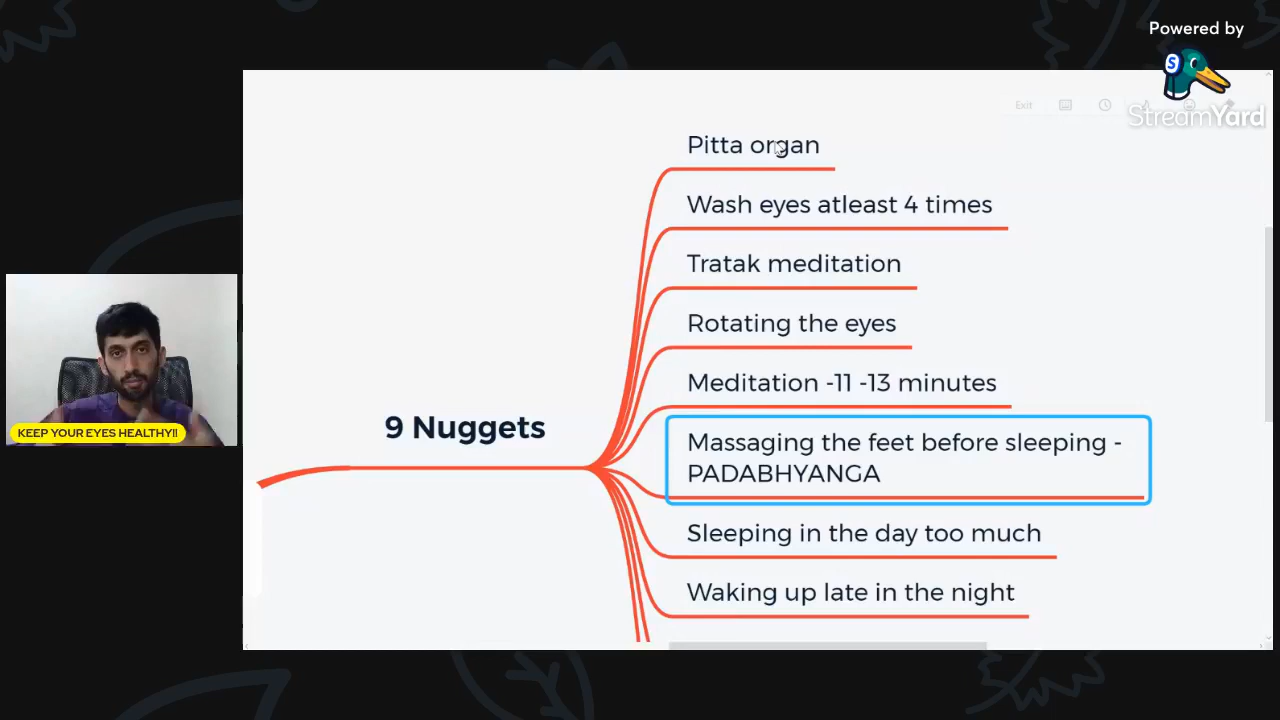 Powered by
S
StreamYard
Exit
Pitta organ
Wash eyes atleast 4 times
Tratak meditation
Rotating the eyes
Meditation -11 -13 minutes
9 Nuggets
Massaging the feet before sleeping -
PADABHYANGA
Sleeping in the day too much
Waking up late in the night
KEEP YOUR EYES HEALTHY!!